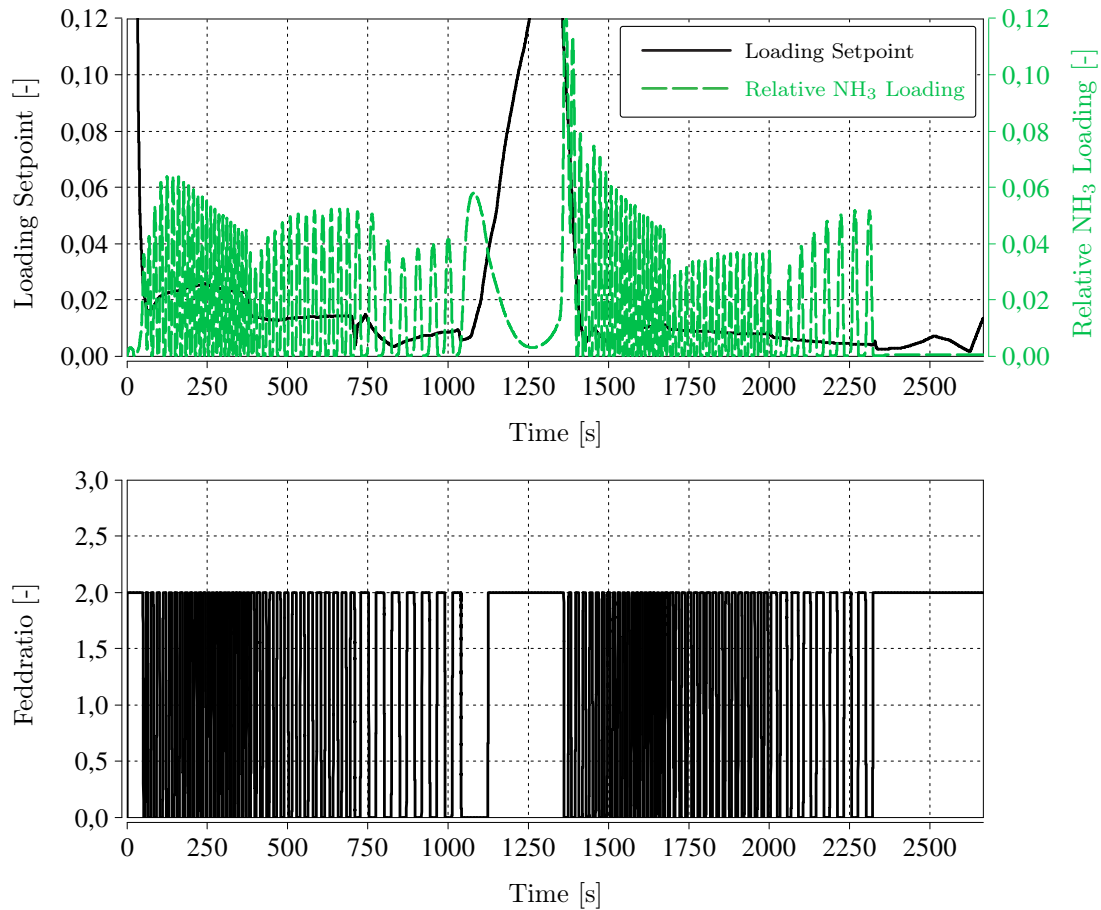 0,12
0,10
0,08
0,06
0,04
0,02
0,00
Loading Setpoint [-]
0,12
0,10
0,08
0,06
0,04
0,02
0,00
Relative NH₃ Loading [-]
Loading Setpoint
Relative NH₃ Loading
0 250 500 750 1000 1250 1500 1750 2000 2250 2500
Time [s]
3,0
2,5
2,0
1,5
1,0
0,5
0,0
Feddratio [-]
0 250 500 750 1000 1250 1500 1750 2000 2250 2500
Time [s]